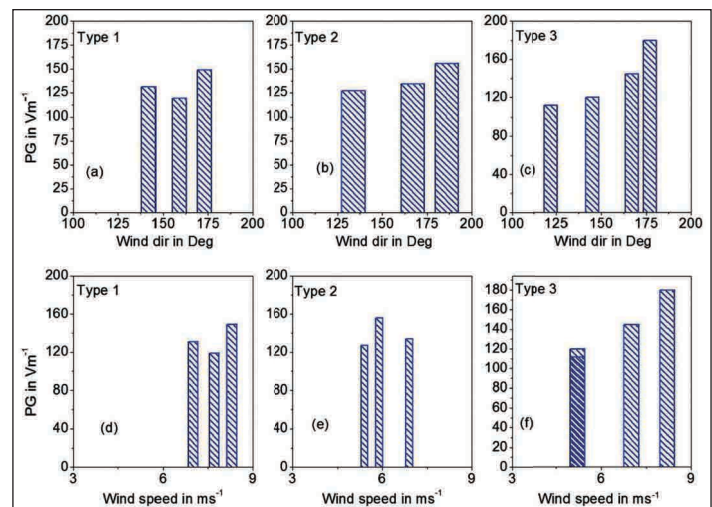 Type 1
Type 2
Type 3
PG in Vm⁻¹
200
175
150
125
100
75
50
25
0
200
175
150
125
100
75
50
25
0
200
160
120
80
40
0
(a)
(b)
(c)
100 125 150 175 200
100 125 150 175 200
100 125 150 175 200
Wind dir in Deg
Wind dir in Deg
Wind dir in Deg
Type 1
Type 2
Type 3
PG in Vm⁻¹
200
160
120
80
40
0
200
160
120
80
40
0
180
160
140
120
100
80
60
40
20
0
(d)
(e)
(f)
3 6 9
3 6 9
3 6 9
Wind speed in ms⁻¹
Wind speed in ms⁻¹
Wind speed in ms⁻¹